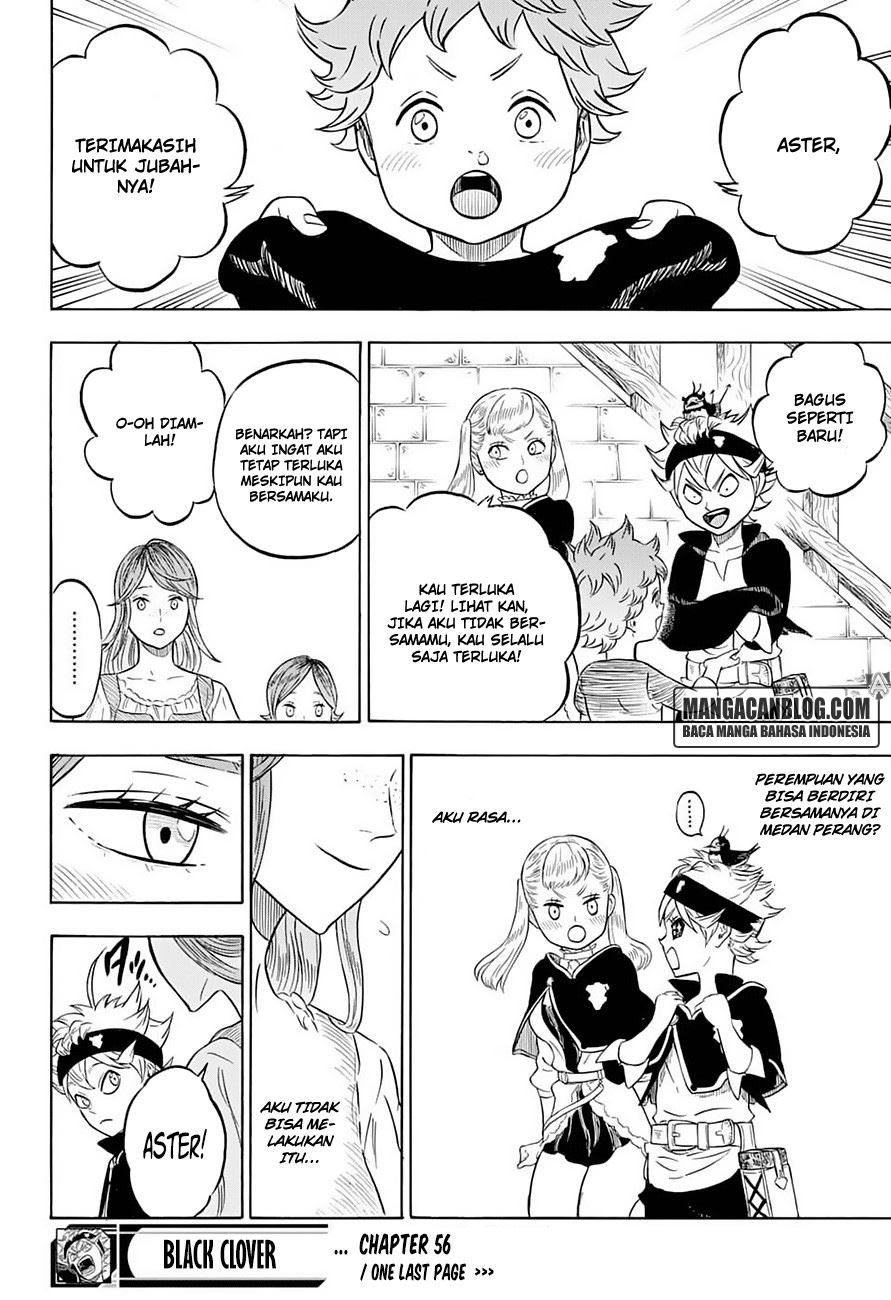 ASTER,
TERIMAKASIH
UNTUK JUBAH-
NYA!
BAGUS
SEPERTI
BARU!
KAU TERLUKA
LAGI! LIHAT KAN,
JIKA AKU TIDAK BER-
SAMAMU, KAU SELALU
SAJA TERLUKA!
BENARKAH? TAPI
AKU INGAT AKU
TETAP TERLUKA
MESKIPUN KAU
BERSAMAKU.
O-OH DIAM-
LAH!
.........
MANGACANBLOG.COM
BACA MANGA BAHASA INDONESIA
PEREMPUAN YANG
BISA BERDIRI
BERSAMANYA DI
MEDAN PERANG?
......
AKU RASA...
AKU TIDAK
BISA ME-
LAKUKAN
ITU...
ダッ...
ASTER!
BLACK CLOVER
... CHAPTER 56
/ ONE LAST PAGE >>>